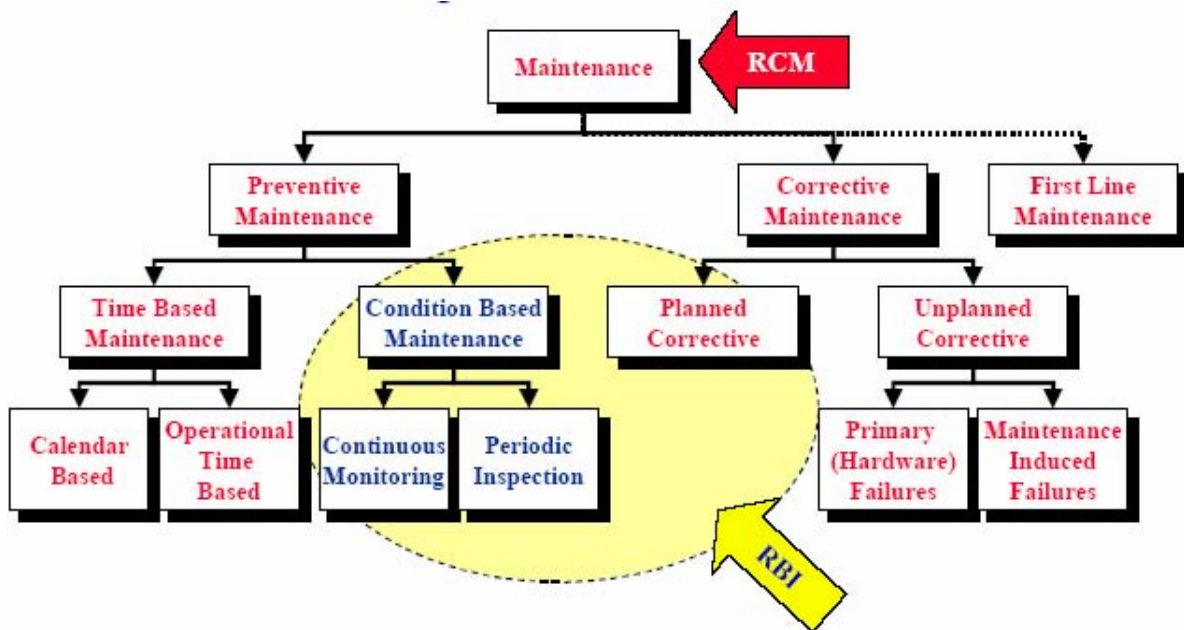 Maintenance
RCM
Preventive
Maintenance
Corrective
Maintenance
First Line
Maintenance
Time Based
Maintenance
Condition Based
Maintenance
Planned
Corrective
Unplanned
Corrective
Calendar
Based
Operational
Time
Based
Continuous
Monitoring
Periodic
Inspection
Primary
(Hardware)
Failures
Maintenance
Induced
Failures
RBI